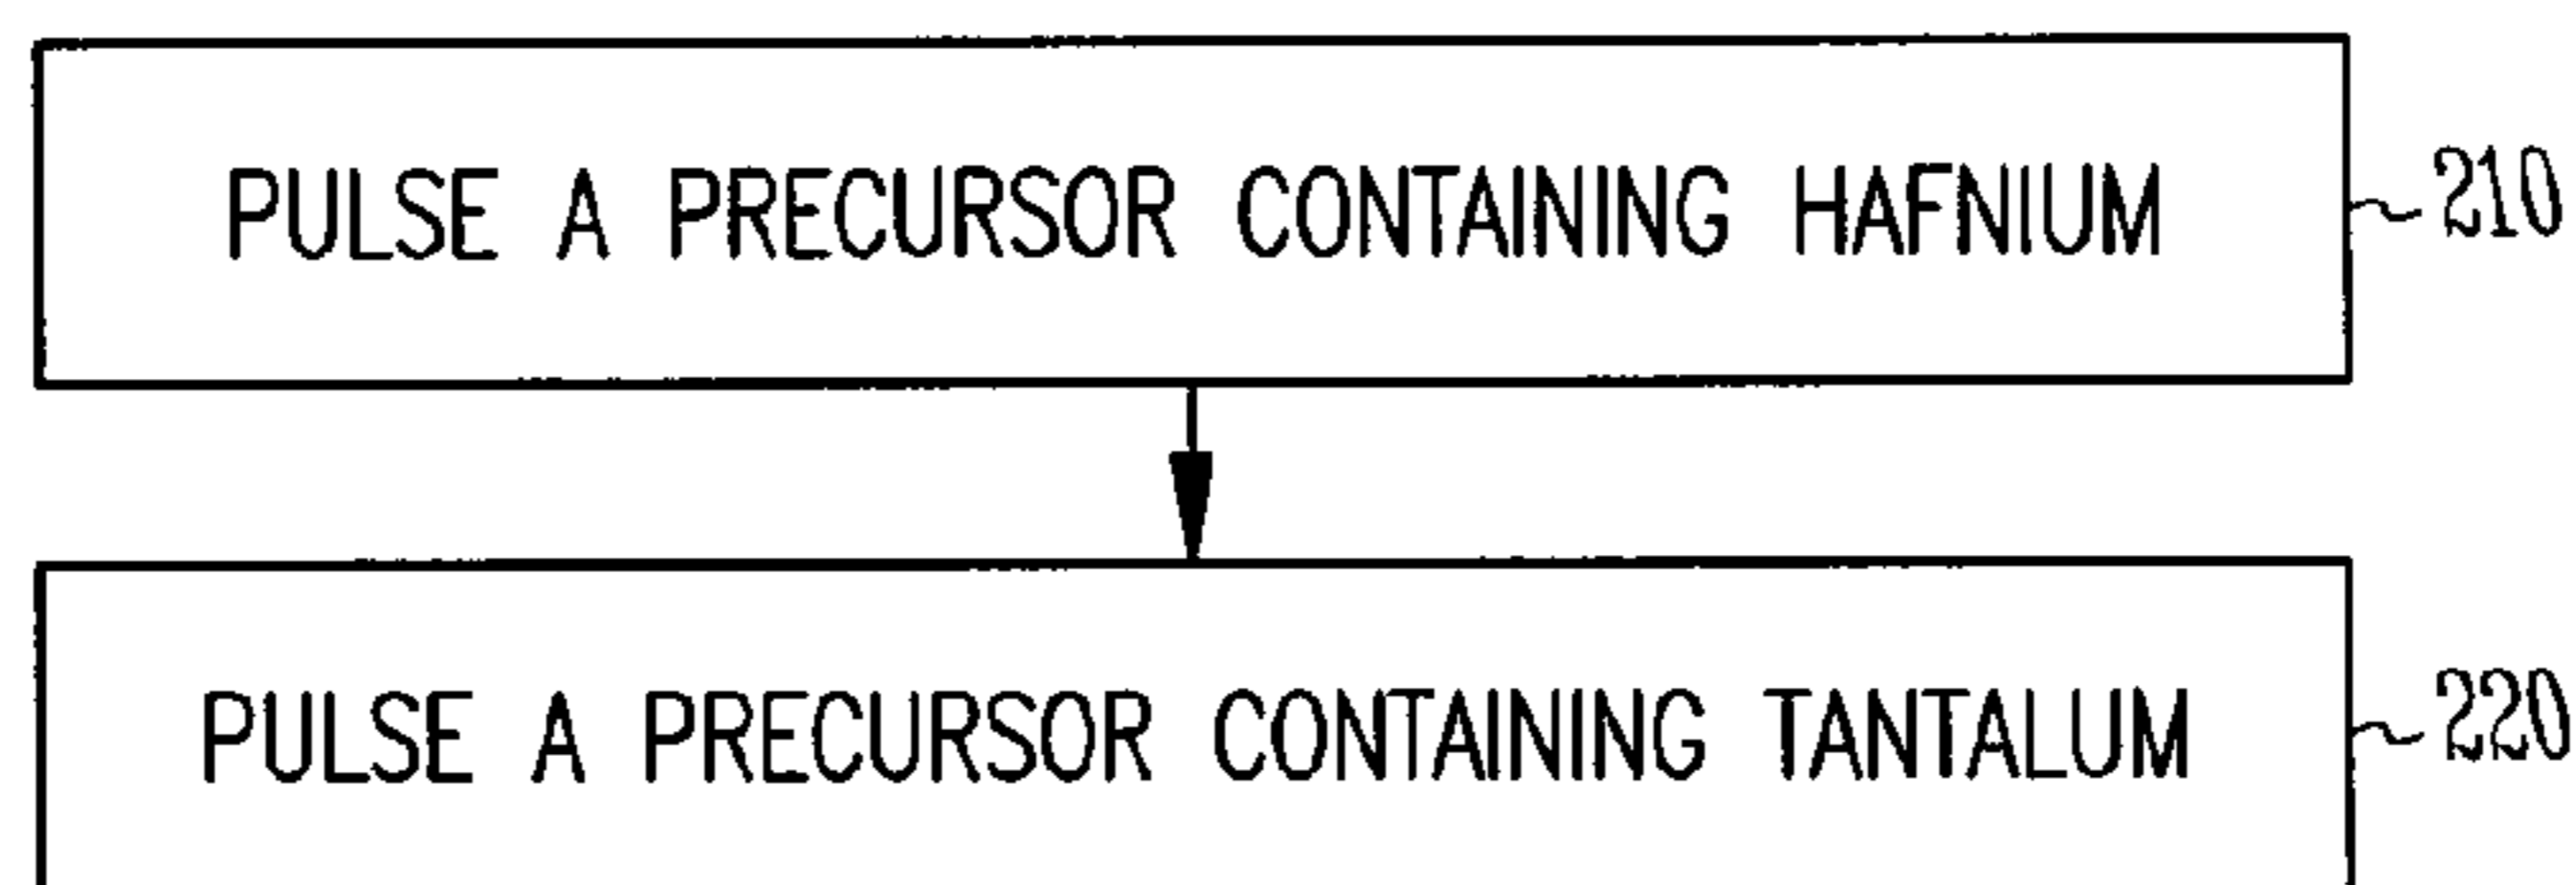 PULSE A PRECURSOR CONTAINING HAFNIUM
210
PULSE A PRECURSOR CONTAINING TANTALUM
220